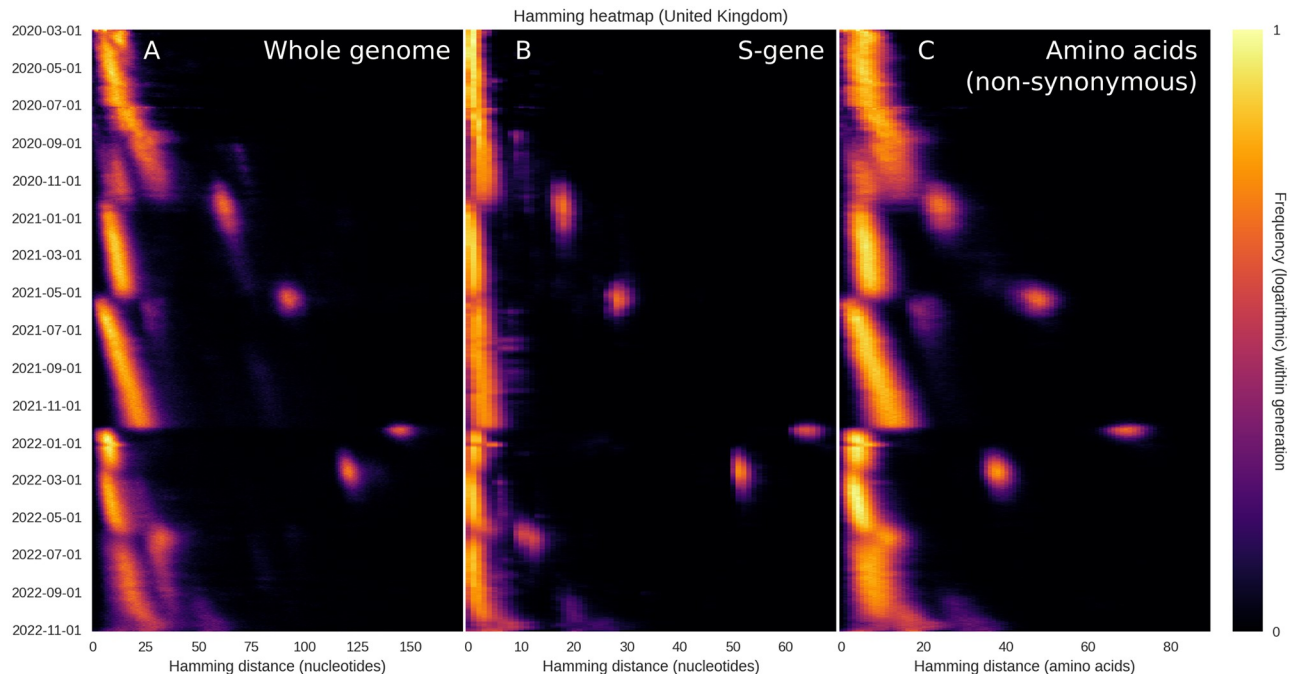 Hamming heatmap (United Kingdom)
A Whole genome
B S-gene
C Amino acids
(non-synonymous)
2020-03-01
2020-05-01
2020-07-01
2020-09-01
2020-11-01
2021-01-01
2021-03-01
2021-05-01
2021-07-01
2021-09-01
2021-11-01
2022-01-01
2022-03-01
2022-05-01
2022-07-01
2022-09-01
2022-11-01
0 25 50 75 100 125 150
Hamming distance (nucleotides)
0 10 20 30 40 50 60
Hamming distance (nucleotides)
0 20 40 60 80
Hamming distance (amino acids)
1
Frequency (logarithmic) within generation
0